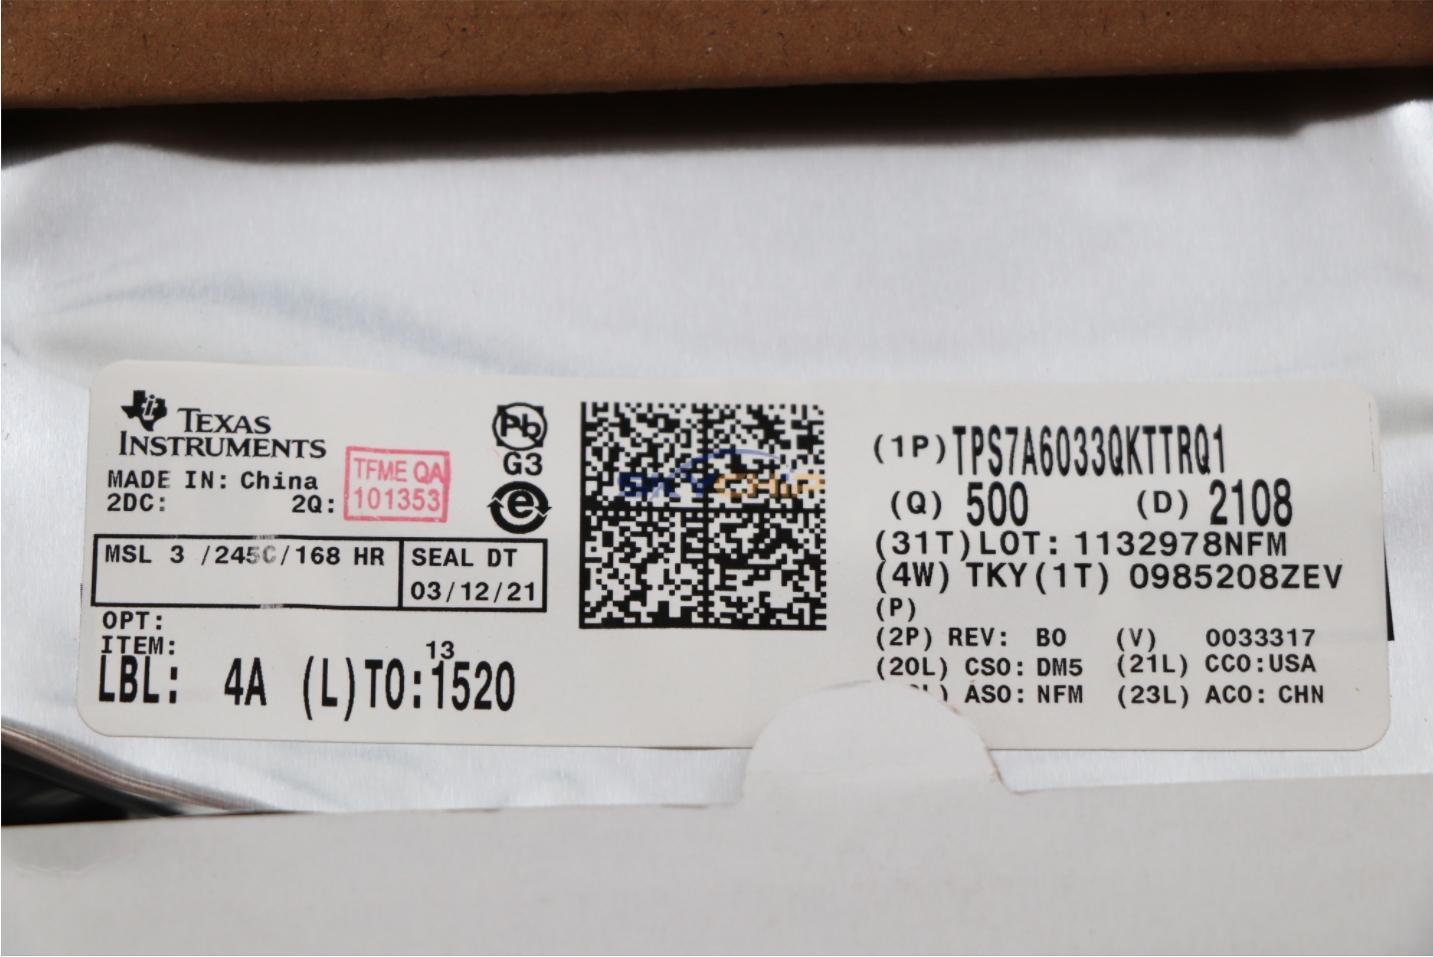 TEXAS
INSTRUMENTS
MADE IN: China
2DC: 2Q:
TFME QA
101353
Pb
G3
e
MSL 3 /245C/168 HR
SEAL DT
03/12/21
OPT:
ITEM:
13
LBL: 4A (L)TO:1520
SKYCHIP
(1P)TPS7A6033QKTTRQ1
(Q) 500 (D) 2108
(31T)LOT: 1132978NFM
(4W) TKY(1T) 0985208ZEV
(P)
(2P) REV: B0 (V) 0033317
(20L) CSO: DM5 (21L) CCO:USA
ASO: NFM (23L) ACO: CHN